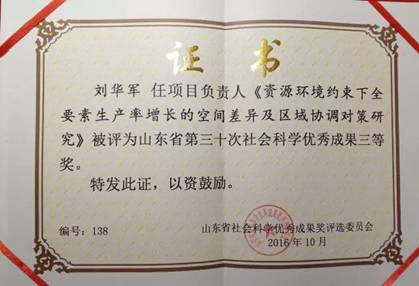 证书
刘华军 任项目负责人《资源环境约束下全
要素生产率增长的空间差异及区域协调对策研
究》被评为山东省第三十次社会科学优秀成果三等
奖。
特发此证，以资鼓励。
编号：138
山东省社会科学优秀成果奖评选委员会
2016年10月